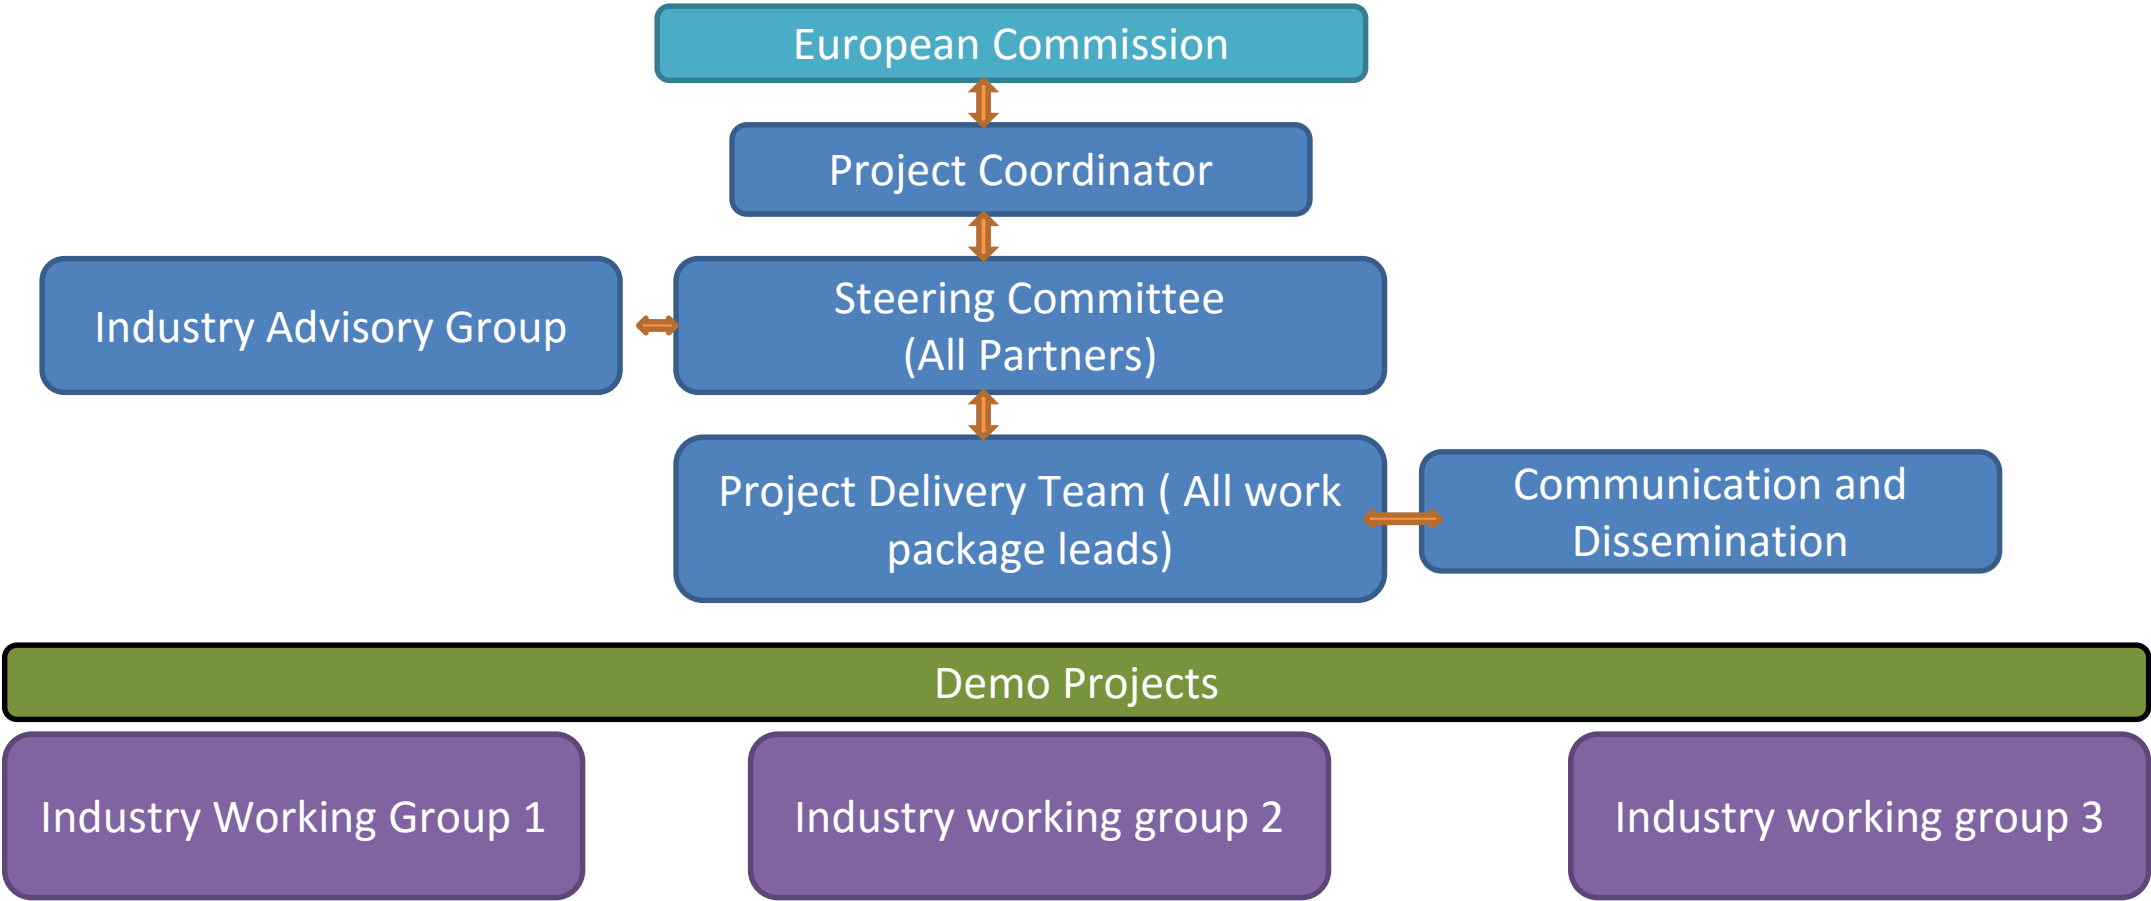 European Commission
Project Coordinator
Industry Advisory Group
Steering Committee
(All Partners)
Project Delivery Team ( All work
package leads)
Communication and
Dissemination
Demo Projects
Industry Working Group 1
Industry working group 2
Industry working group 3